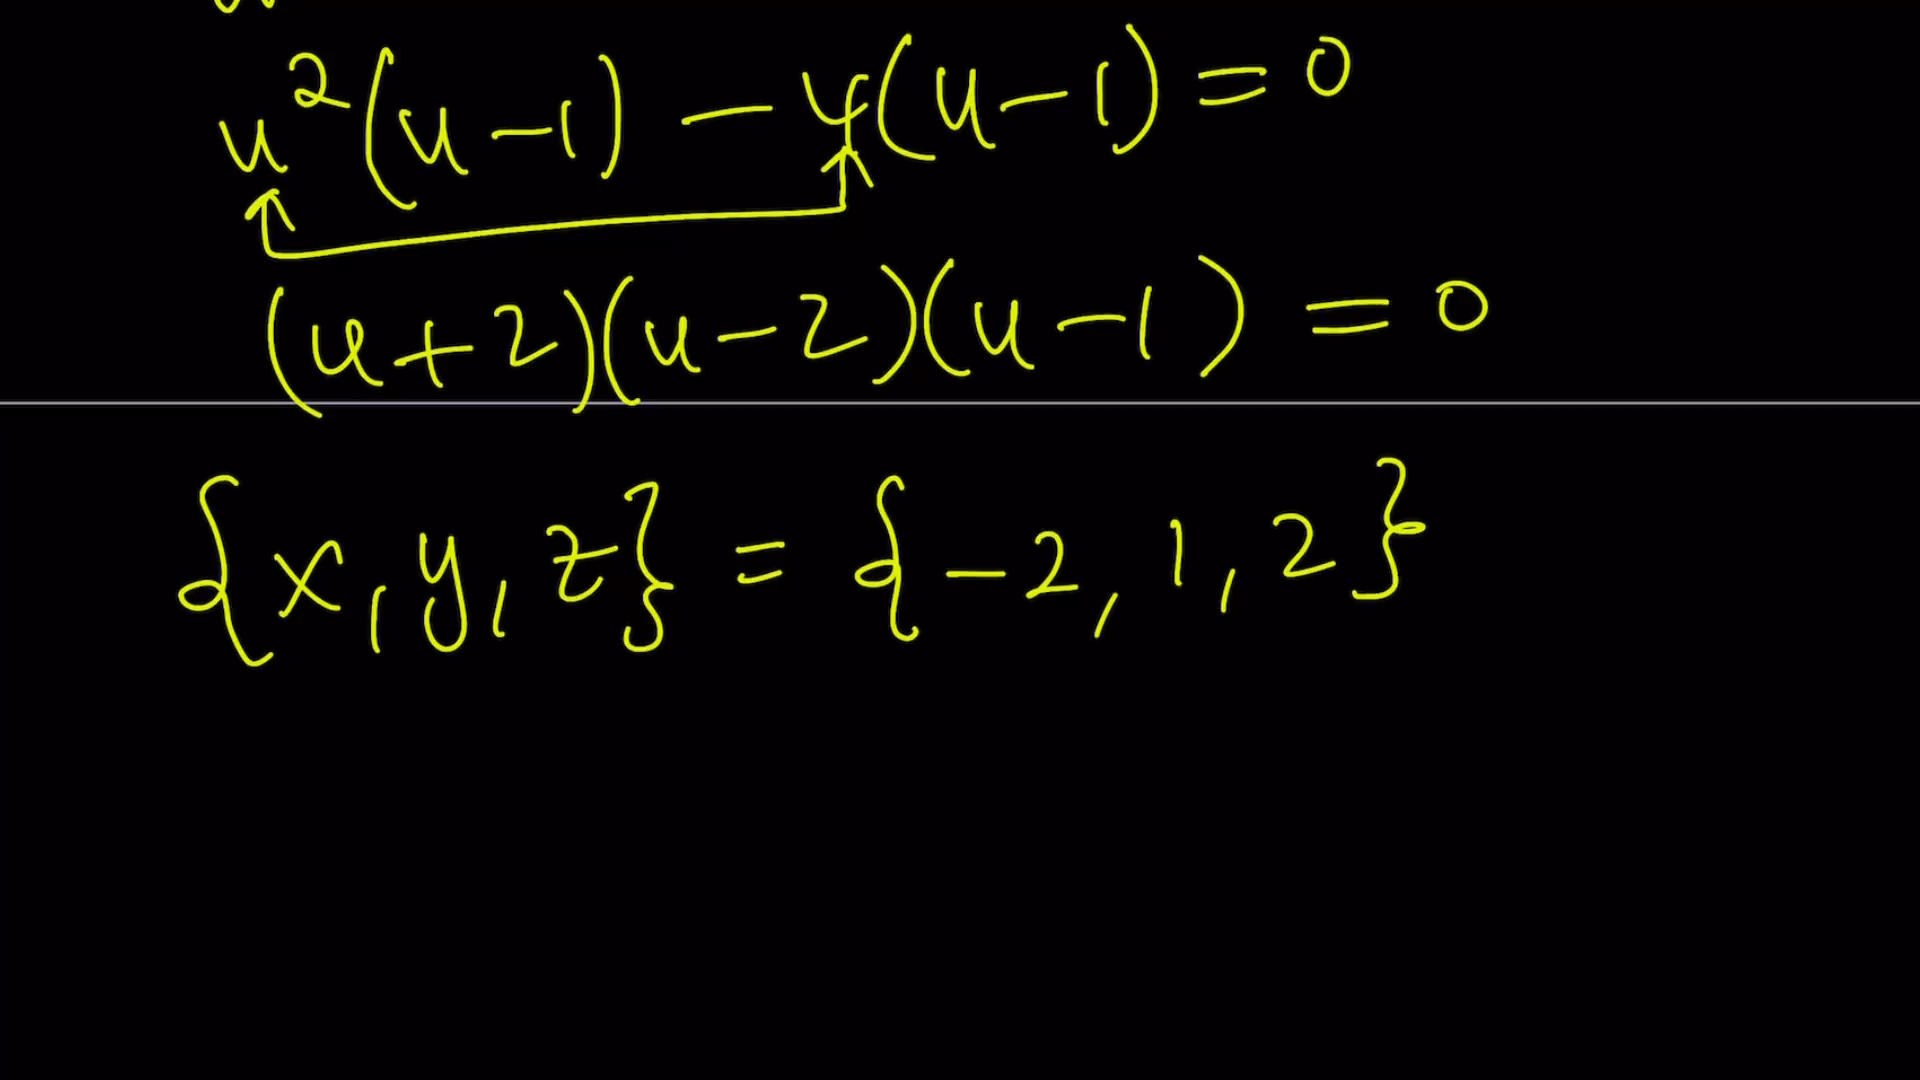 u²(u-1) - 4(u-1) = 0
(u+2)(u-2)(u-1) = 0
{x, y, z} = {-2, 1, 2}